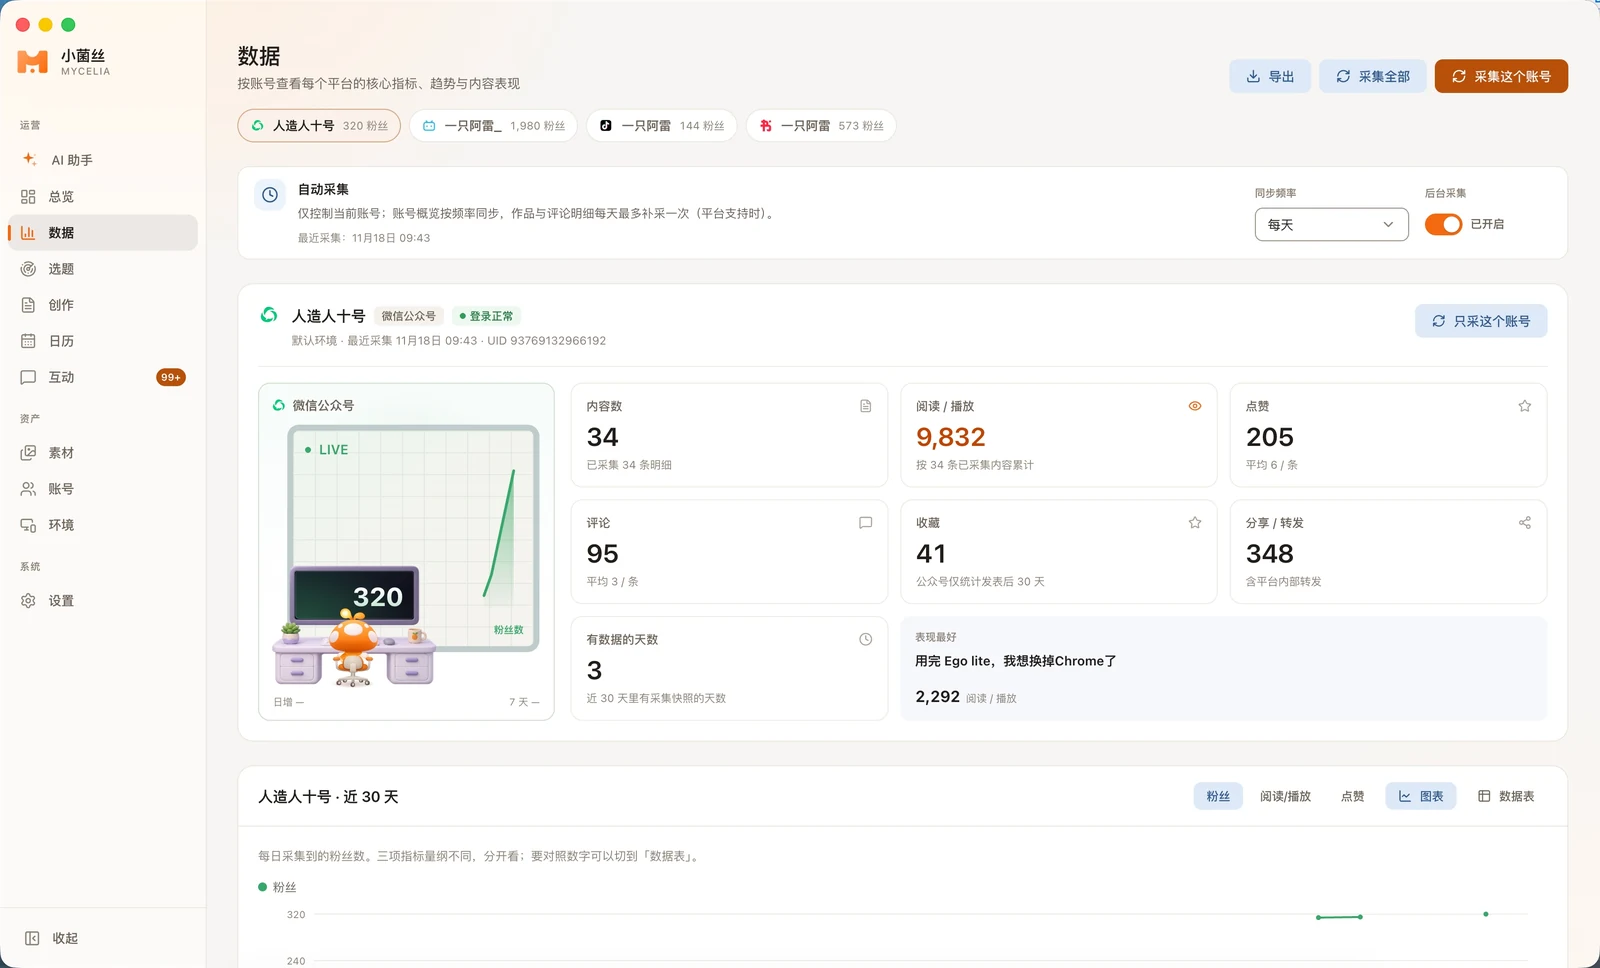 小菌丝
MYCELIA
运营
AI 助手
总览
数据
选题
创作
日历
互动
99+
资产
素材
账号
环境
系统
设置
收起
数据
按账号查看每个平台的核心指标、趋势与内容表现
导出
采集全部
采集这个账号
人造人十号 320 粉丝
一只阿雷_ 1,980 粉丝
一只阿雷 144 粉丝
一只阿雷 573 粉丝
自动采集
仅控制当前账号；账号概览按频率同步，作品与评论明细每天最多补采一次（平台支持时）。
最近采集：11月18日 09:43
同步频率
每天
后台采集
已开启
人造人十号 微信公众号 登录正常
默认环境 · 最近采集 11月18日 09:43 · UID 93769132966192
只采这个账号
微信公众号
LIVE
320
粉丝数
日增 —
7 天 —
内容数
34
已采集 34 条明细
阅读 / 播放
9,832
按 34 条已采集内容累计
点赞
205
平均 6 / 条
评论
95
平均 3 / 条
收藏
41
公众号仅统计发表后 30 天
分享 / 转发
348
含平台内部转发
有数据的天数
3
近 30 天里有采集快照的天数
表现最好
用完 Ego lite，我想换掉Chrome了
2,292 阅读 / 播放
人造人十号 · 近 30 天
粉丝
阅读/播放
点赞
图表
数据表
每日采集到的粉丝数。三项指标量纲不同，分开看；要对照数字可以切到「数据表」。
粉丝
320
240